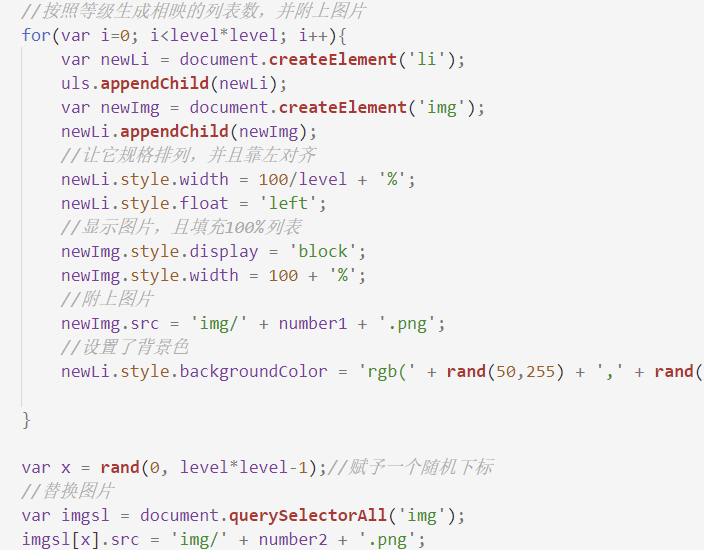 //按照等级生成相映的列表数，并附上图片
for(var i=0; i<level*level; i++){
var newLi = document.createElement('li');
uls.appendChild(newLi);
var newImg = document.createElement('img');
newLi.appendChild(newImg);
//让它规格排列，并且靠左对齐
newLi.style.width = 100/level + '%';
newLi.style.float = 'left';
//显示图片，且填充100%列表
newImg.style.display = 'block';
newImg.style.width = 100 + '%';
//附上图片
newImg.src = 'img/' + number1 + '.png';
//设置了背景色
newLi.style.backgroundColor = 'rgb(' + rand(50,255) + ',' + rand(
}
var x = rand(0, level*level-1);//赋予一个随机下标
//替换图片
var imgsl = document.querySelectorAll('img');
imgsl[x].src = 'img/' + number2 + '.png';